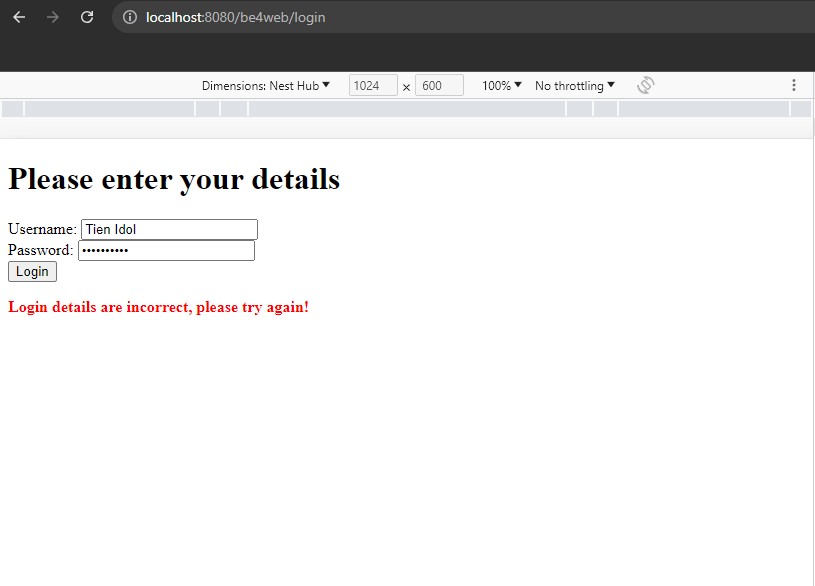 localhost:8080/be4web/login
Dimensions: Nest Hub 1024 × 600 100% No throttling
Please enter your details
Username: Tien Idol
Password: ••••••••••
Login
Login details are incorrect, please try again!